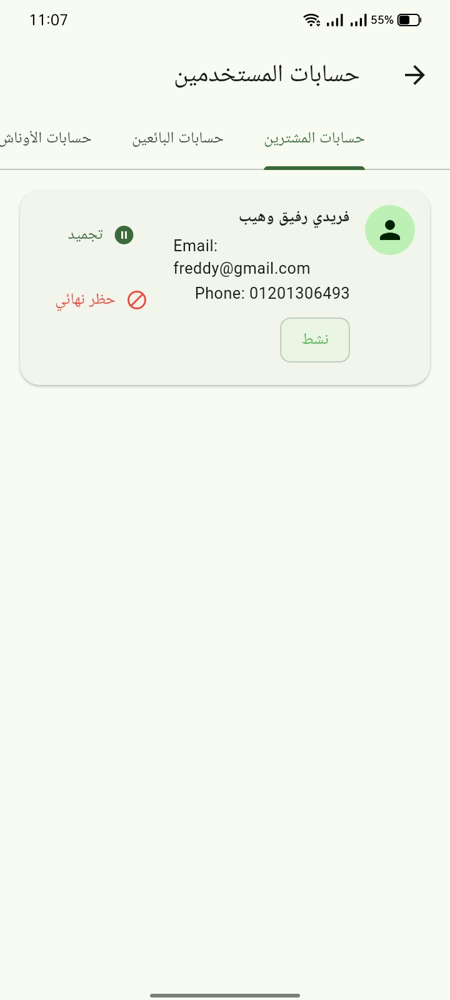 11:07
55%
حسابات المستخدمين
حسابات المشترين
حسابات البائعين
حسابات الأوناش
فريدي رفيق وهيب
Email:
freddy@gmail.com
Phone: 01201306493
نشط
تجميد
حظر نهائي